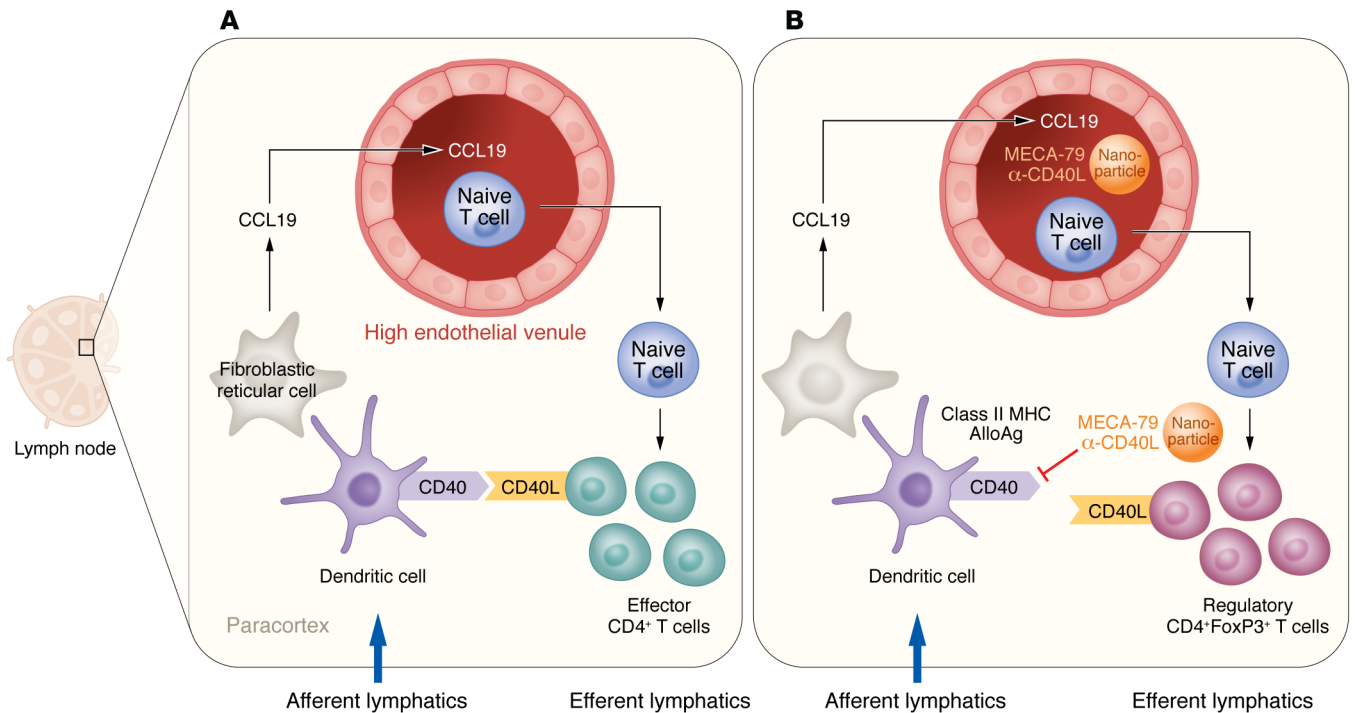 A
CCL19
Naive
T cell
CCL19
High endothelial venule
Fibroblastic
reticular cell
Naive
T cell
Lymph node
CD40
CD40L
Dendritic cell
Effector
CD4⁺ T cells
Paracortex
Afferent lymphatics
Efferent lymphatics
B
CCL19
MECA-79
α-CD40L
Nano-
particle
Naive
T cell
CCL19
Naive
T cell
Class II MHC
AlloAg
MECA-79
α-CD40L
Nano-
particle
CD40
CD40L
Dendritic cell
Regulatory
CD4⁺FoxP3⁺ T cells
Afferent lymphatics
Efferent lymphatics